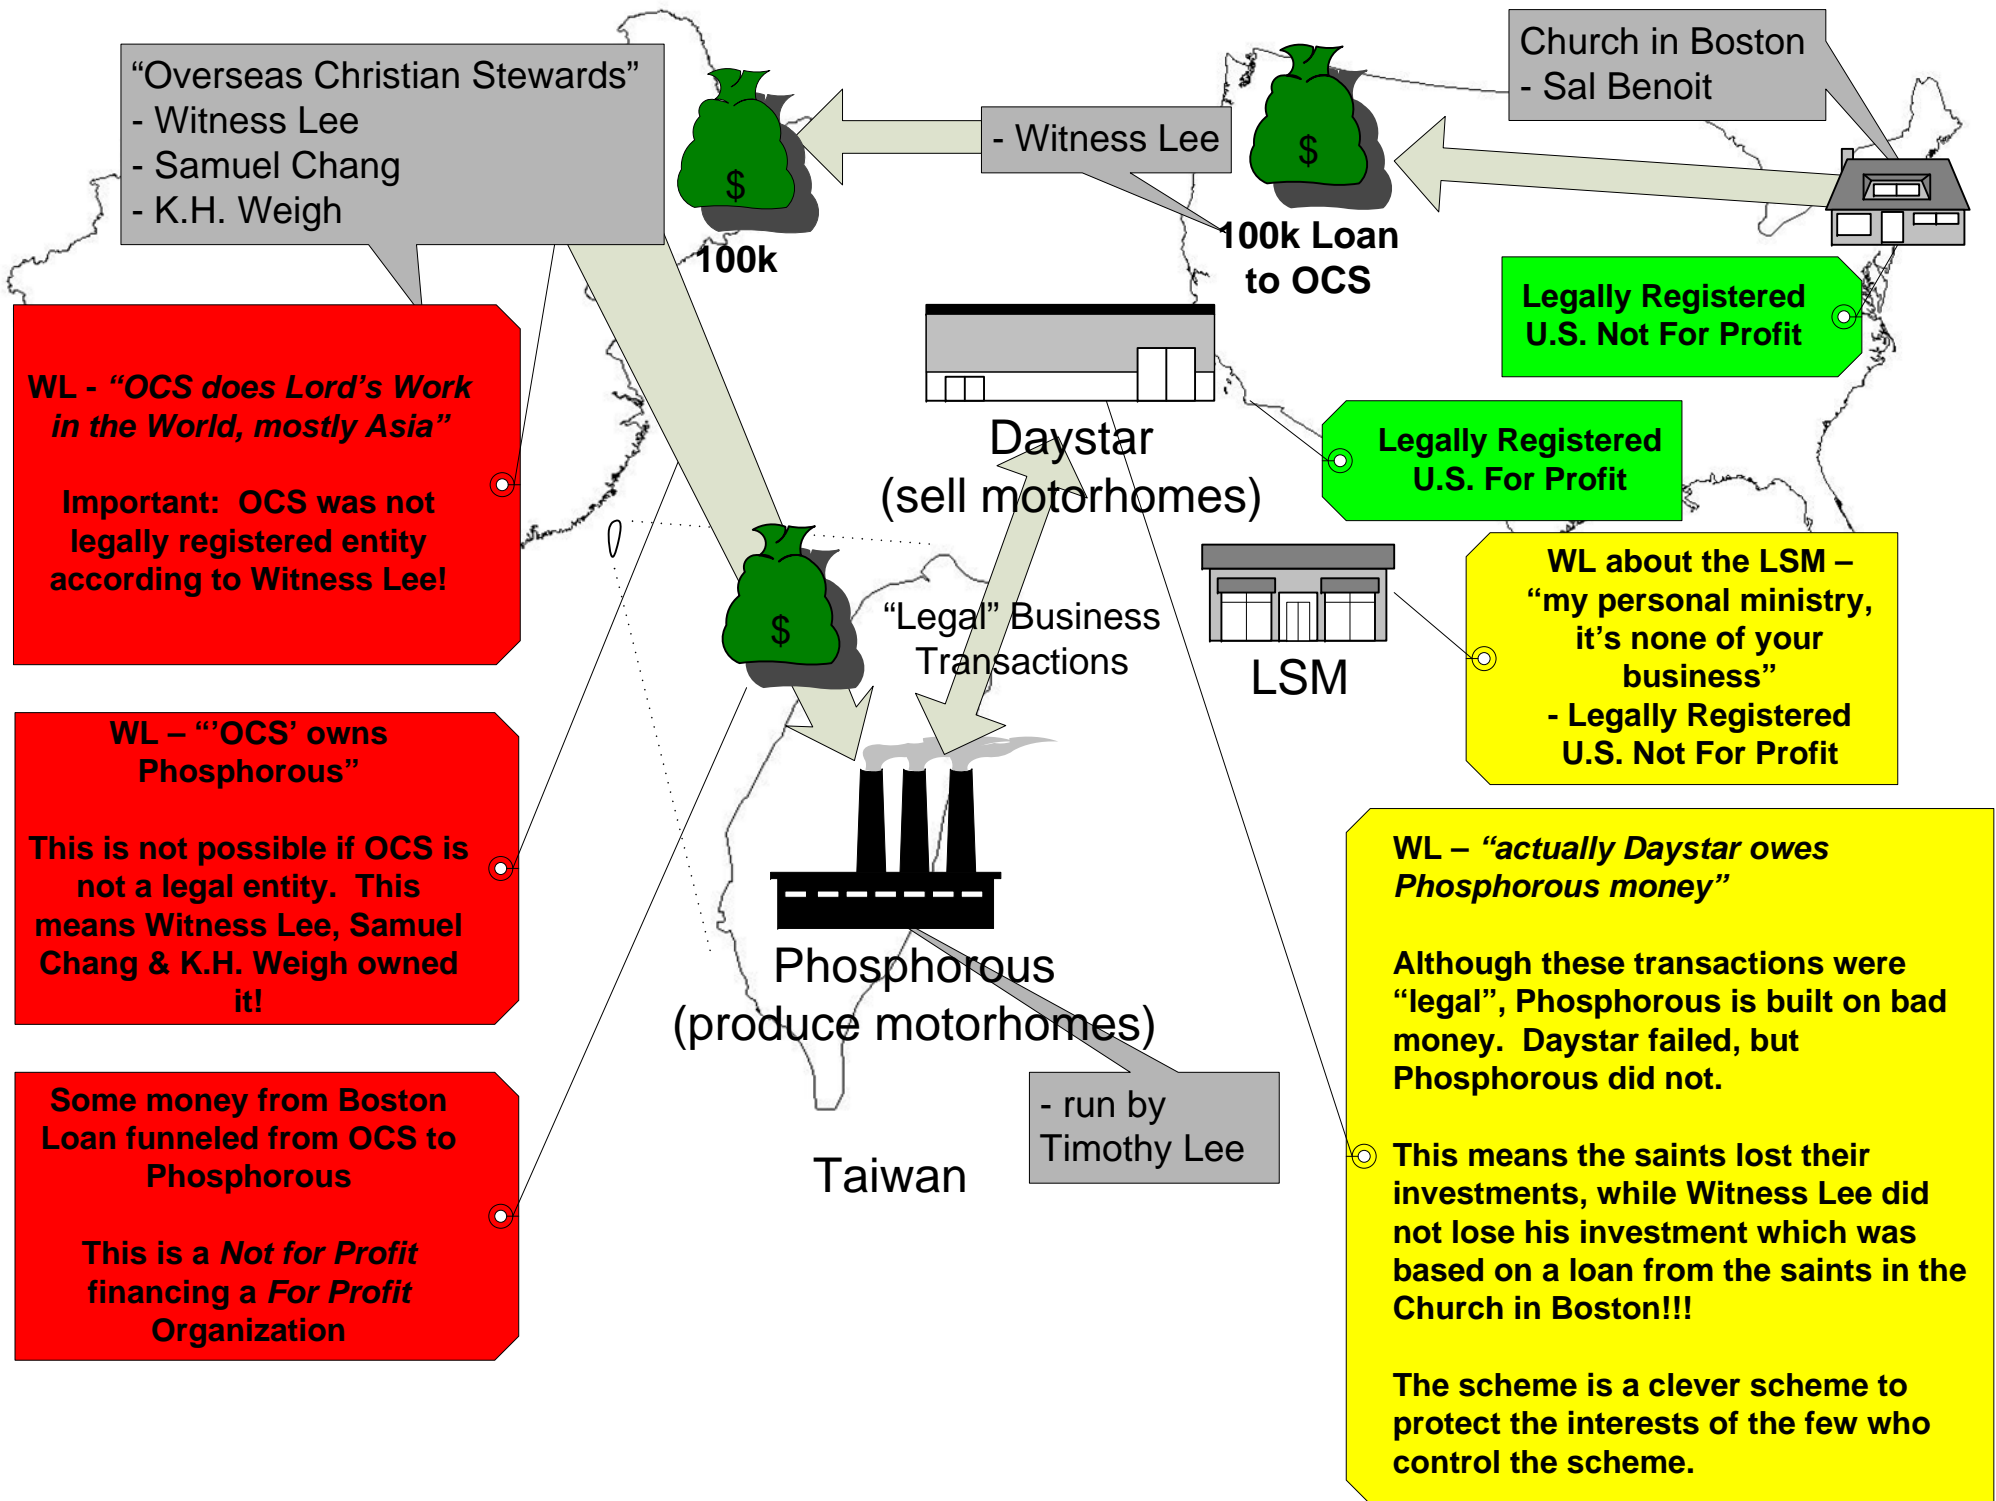 “Overseas Christian Stewards”
- Witness Lee
- Samuel Chang
- K.H. Weigh
$
100k
- Witness Lee
$
100k Loan
to OCS
Church in Boston
- Sal Benoit
Legally Registered
U.S. Not For Profit
WL - “OCS does Lord’s Work
in the World, mostly Asia”
Important:  OCS was not
legally registered entity
according to Witness Lee!
Daystar
(sell motorhomes)
Legally Registered
U.S. For Profit
$
“Legal” Business
Transactions
LSM
WL about the LSM –
“my personal ministry,
it’s none of your
business”
- Legally Registered
U.S. Not For Profit
WL – “’OCS’ owns
Phosphorous”
This is not possible if OCS is
not a legal entity.  This
means Witness Lee, Samuel
Chang & K.H. Weigh owned
it!
Phosphorous
(produce motorhomes)
- run by
Timothy Lee
Taiwan
Some money from Boston
Loan funneled from OCS to
Phosphorous
This is a Not for Profit
financing a For Profit
Organization
WL – “actually Daystar owes
Phosphorous money”
Although these transactions were
“legal”, Phosphorous is built on bad
money.  Daystar failed, but
Phosphorous did not.
This means the saints lost their
investments, while Witness Lee did
not lose his investment which was
based on a loan from the saints in the
Church in Boston!!!
The scheme is a clever scheme to
protect the interests of the few who
control the scheme.